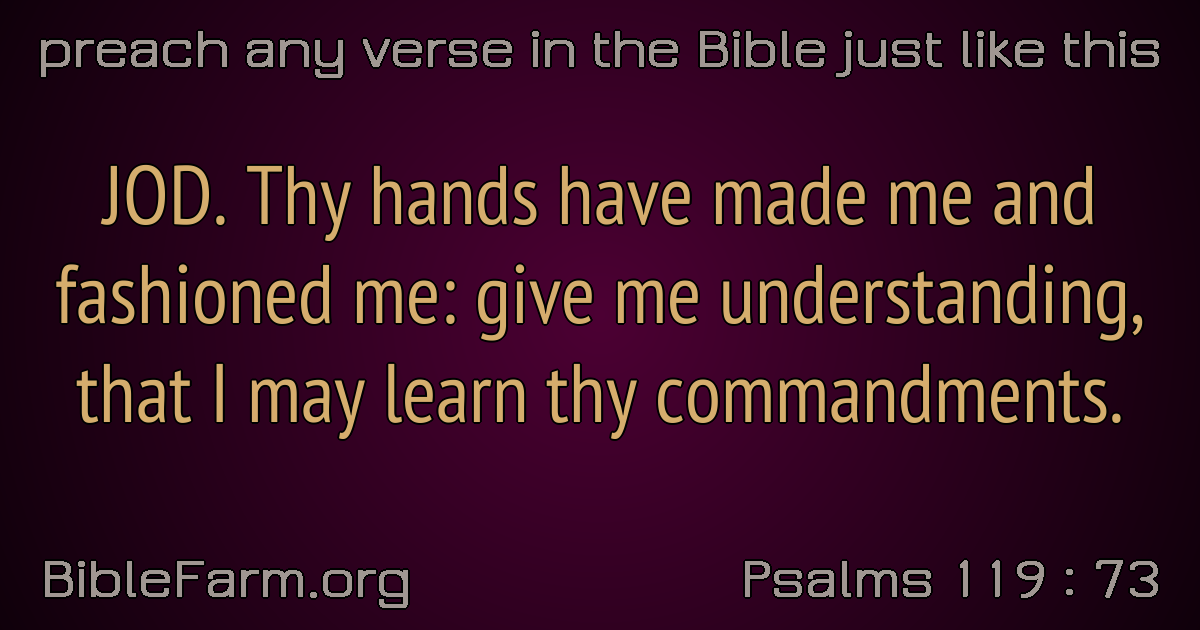 preach any verse in the Bible just like this
JOD. Thy hands have made me and
fashioned me: give me understanding,
that I may learn thy commandments.
BibleFarm.org
Psalms 119 : 73